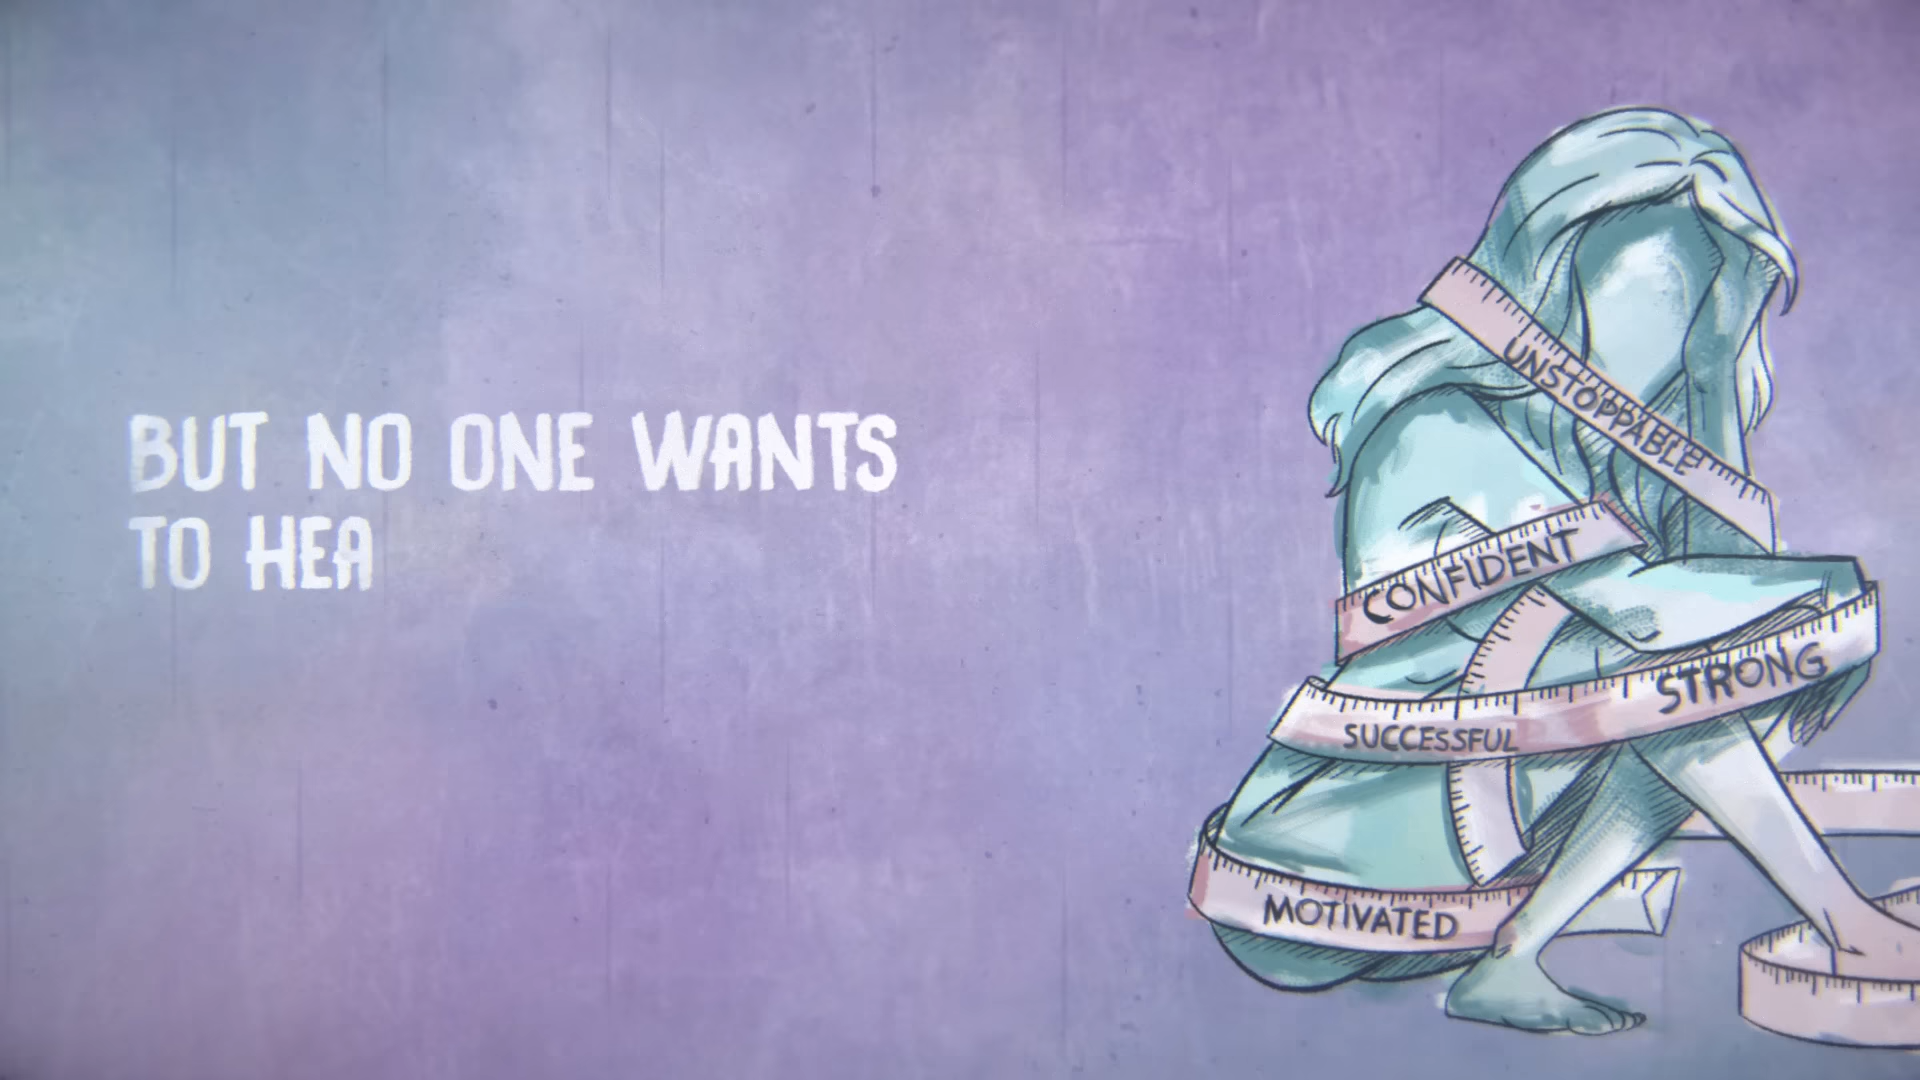 BUT NO ONE WANTS
TO HEA
UNSTOPPABLE
CONFIDENT
STRONG
SUCCESSFUL
MOTIVATED